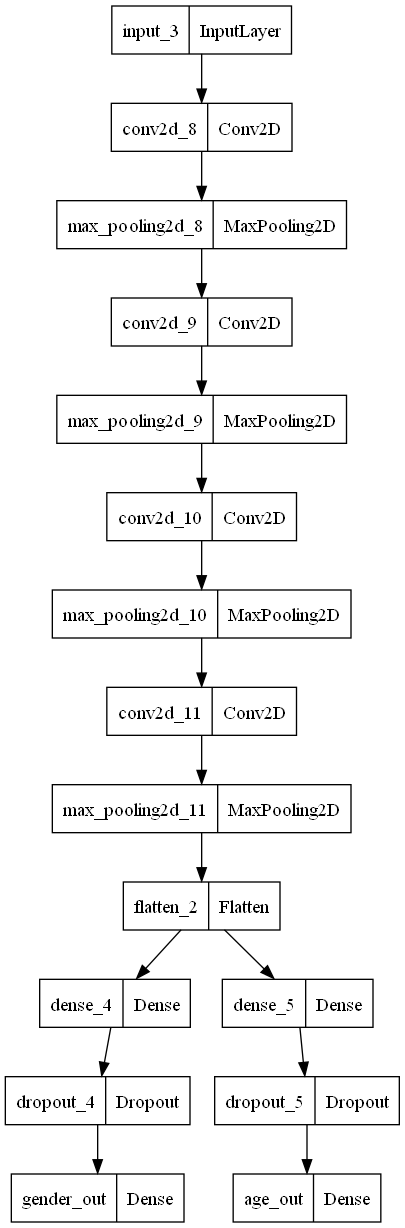 input_3 InputLayer
conv2d_8 Conv2D
max_pooling2d_8 MaxPooling2D
conv2d_9 Conv2D
max_pooling2d_9 MaxPooling2D
conv2d_10 Conv2D
max_pooling2d_10 MaxPooling2D
conv2d_11 Conv2D
max_pooling2d_11 MaxPooling2D
flatten_2 Flatten
dense_4 Dense dense_5 Dense
dropout_4 Dropout dropout_5 Dropout
gender_out Dense age_out Dense